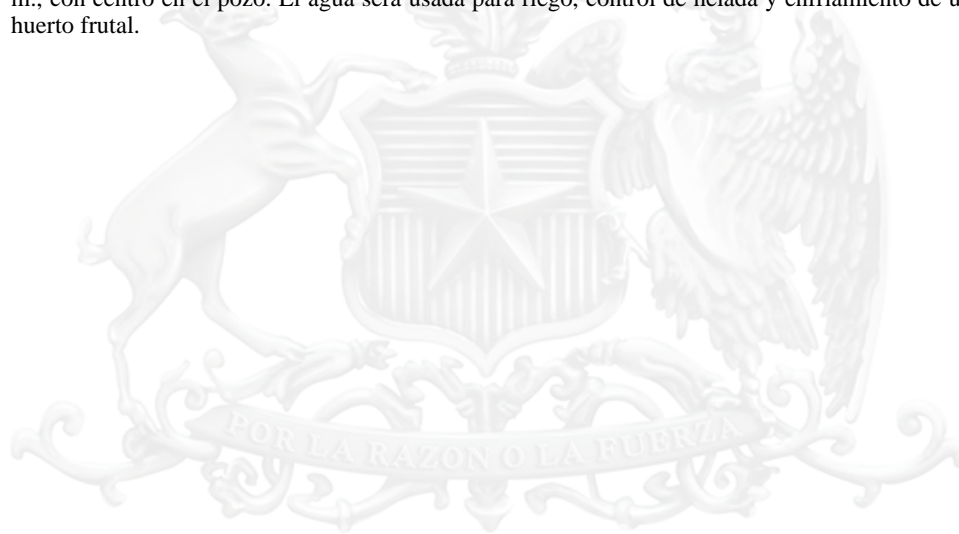 m., con centro en el pozo. El agua será usada para riego, control de helada y enfriamiento de u
huerto frutal.
POR LA RAZON O LA FUERZA